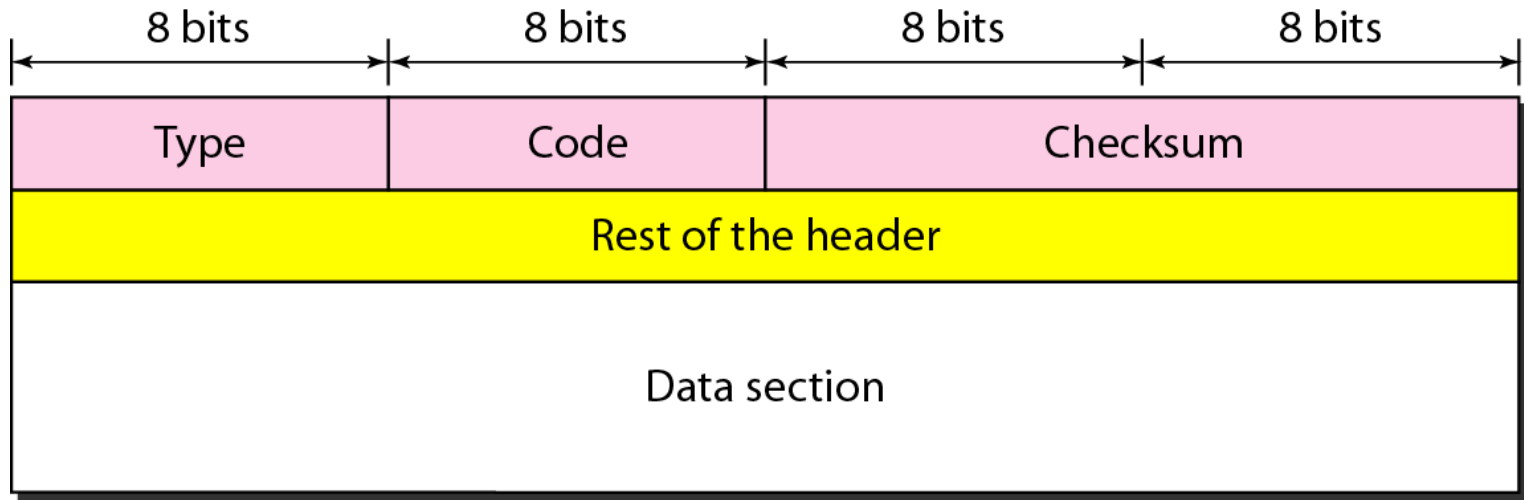 8 bits 8 bits 8 bits 8 bits
Type Code Checksum
Rest of the header
Data section